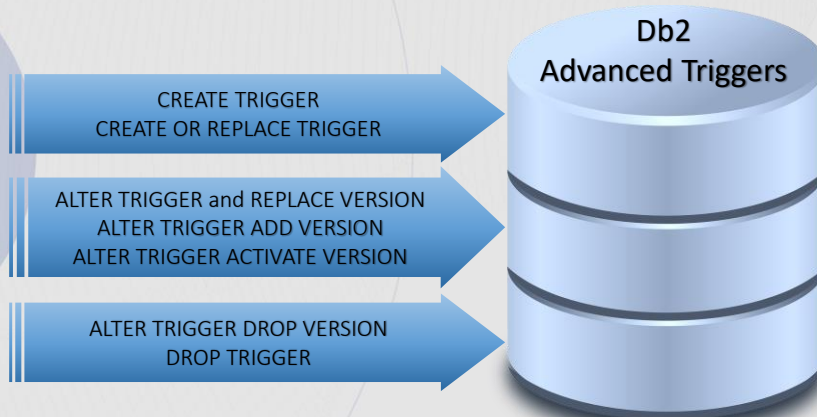 Db2
Advanced Triggers
CREATE TRIGGER
CREATE OR REPLACE TRIGGER
ALTER TRIGGER and REPLACE VERSION
ALTER TRIGGER ADD VERSION
ALTER TRIGGER ACTIVATE VERSION
ALTER TRIGGER DROP VERSION
DROP TRIGGER